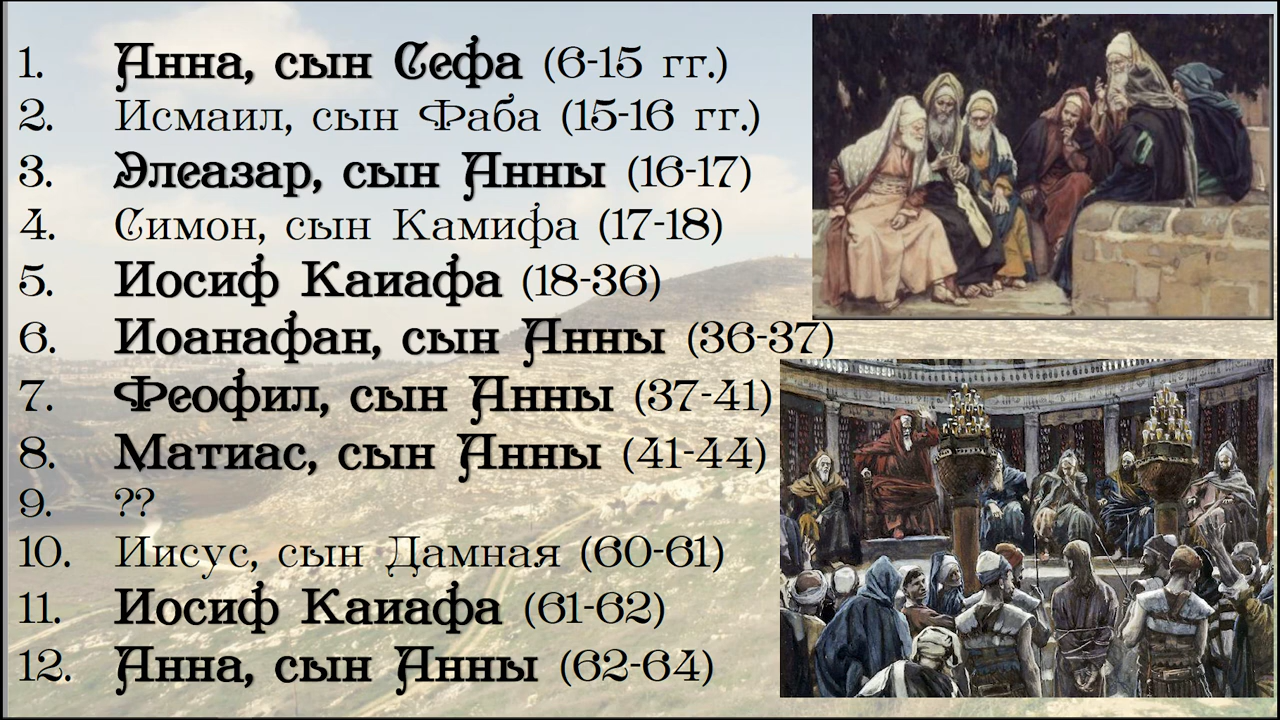 1. Анна, сын Сефа (6-15 гг.)
2. Исмаил, сын Фаба (15-16 гг.)
3. Элеазар, сын Анны (16-17)
4. Симон, сын Камифа (17-18)
5. Иосиф Каиафа (18-36)
6. Иоанафан, сын Анны (36-37)
7. Феофил, сын Анны (37-41)
8. Матиас, сын Анны (41-44)
9. ??
10. Иисус, сын Дамная (60-61)
11. Иосиф Каиафа (61-62)
12. Анна, сын Анны (62-64)